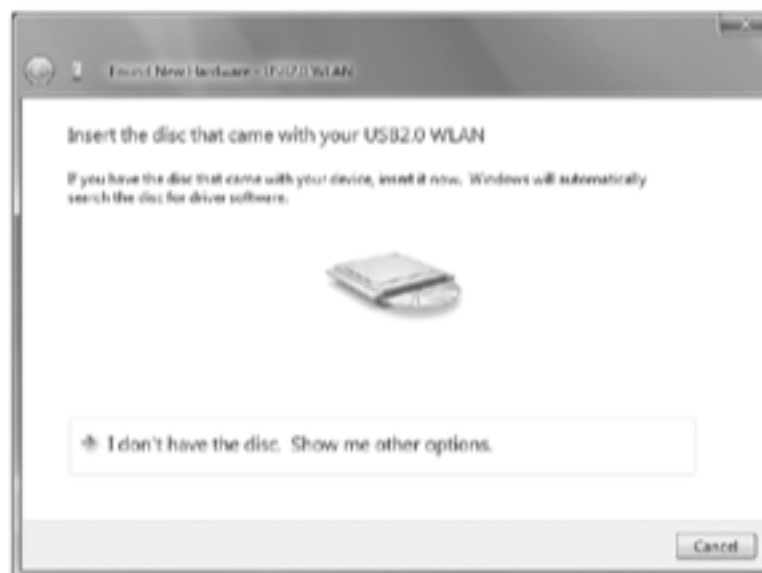 Found New Hardware - USB2.0 WLAN
Insert the disc that came with your USB2.0 WLAN
If you have the disc that came with your device, insert it now. Windows will automatically
search the disc for driver software.
I don't have the disc. Show me other options.
Cancel